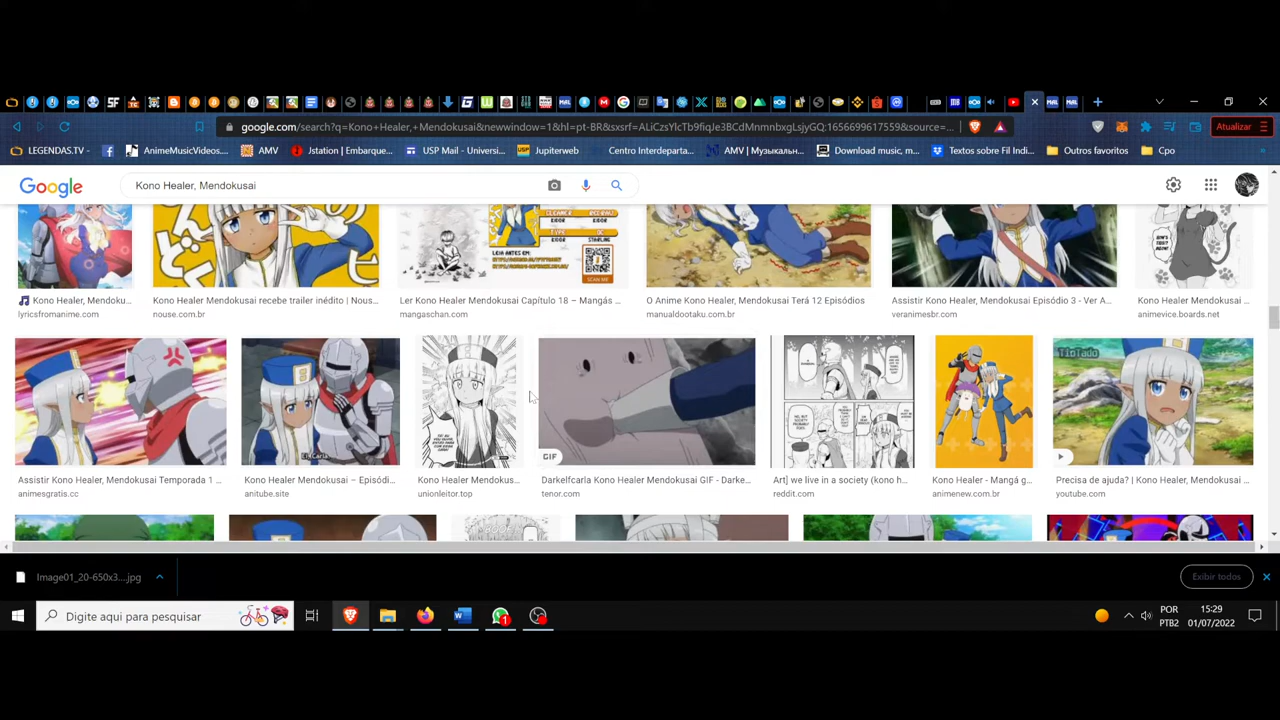 google.com/search?q=Kono+Healer,+Mendokusai&newwindow=1&hl=pt-BR&sxsrf=ALiCzsYlcTb9fiqJe3BCdMnmnbxgLsjyGQ:1656699617559&source=...
Atualizar
LEGENDAS.TV
AnimeMusicVideos...
AMV
Jstation | Embarque...
USP Mail - Universi...
Jupiterweb
Centro Interdeparta...
AMV | Музыкальн...
Download music, m...
Textos sobre Fil Indi...
Outros favoritos
Cpo
Google
Kono Healer, Mendokusai
Kono Healer, Mendoku...
lyricsfromanime.com
Kono Healer Mendokusai recebe trailer inédito | Nous...
nouse.com.br
Ler Kono Healer Mendokusai Capítulo 18 – Mangás ...
mangaschan.com
O Anime Kono Healer Mendokusai Terá 12 Episódios
manualdootaku.com.br
Assistir Kono Healer, Mendokusai Episódio 3 - Ver A...
veranimesbr.com
Kono Healer Mendokusai ...
animevice.boards.net
SCAN ME
TioTado
GIF
Assistir Kono Healer, Mendokusai Temporada 1 ...
animesgratis.cc
Kono Healer Mendokusai – Episódi...
anitube.site
Kono Healer Mendokus...
unionleitor.top
Darkelfcarla Kono Healer Mendokusai GIF - Darke...
tenor.com
Art] we live in a society (kono h...
reddit.com
Kono Healer - Mangá g...
animenew.com.br
Precisa de ajuda? | Kono Healer, Mendokusai
youtube.com
Image01_20-650x3....jpg
Exibir todos
Digite aqui para pesquisar
POR
PTB2
15:29
01/07/2022